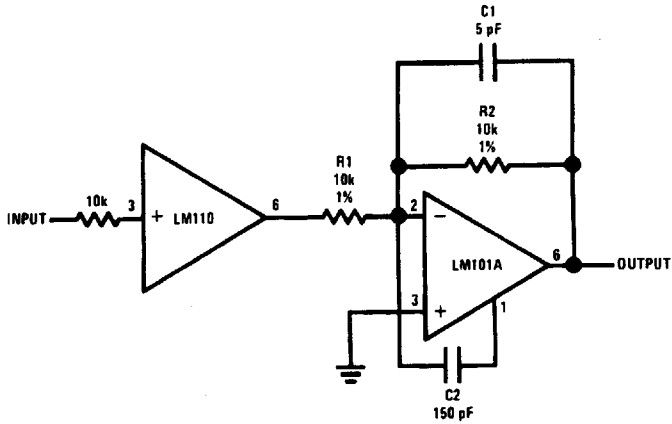 C1
5 pF
R2
10k
1%
R1
10k
1%
10k
3
6
2
INPUT
+
LM110
−
LM101A
6
OUTPUT
3
+
1
C2
150 pF